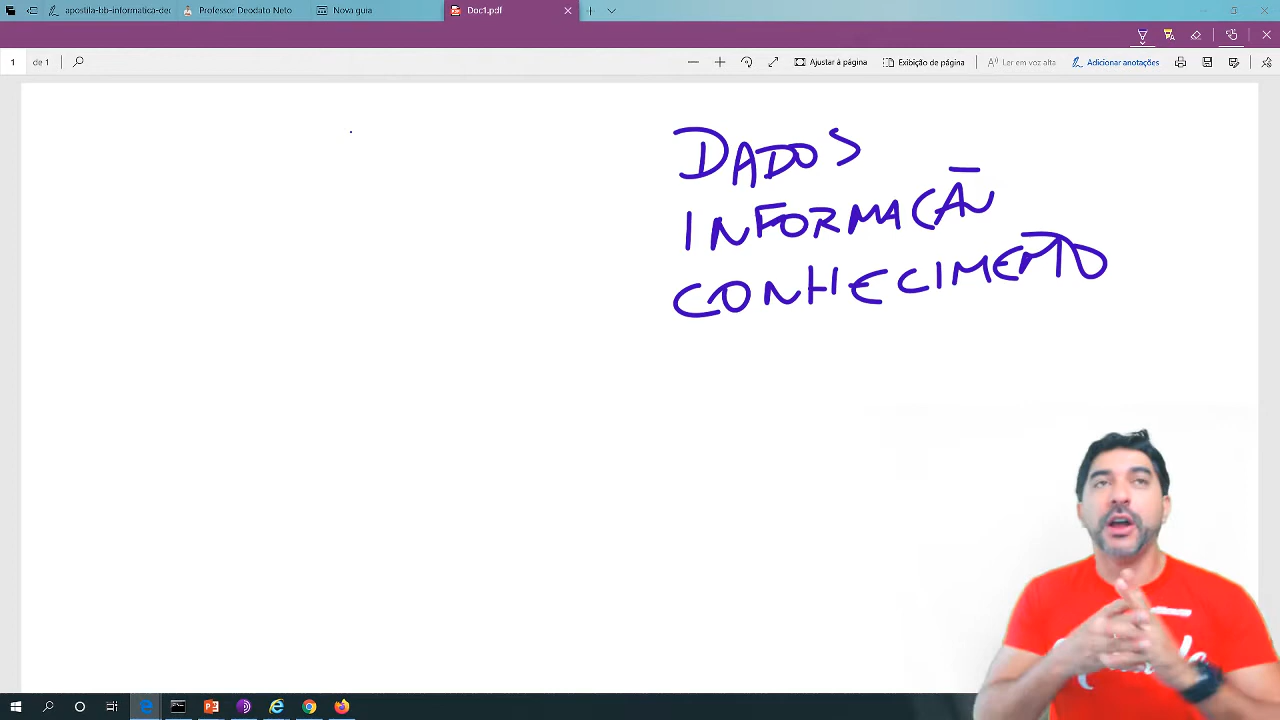 apostila-bb-informatica-dec
Professor Deodato Neto
Nova guia
Doc1.pdf
1 de 1
Ajustar à página
Exibição de página
Ler em voz alta
Adicionar anotações
DADOS
INFORMAÇÃO
CONHECIMENTO